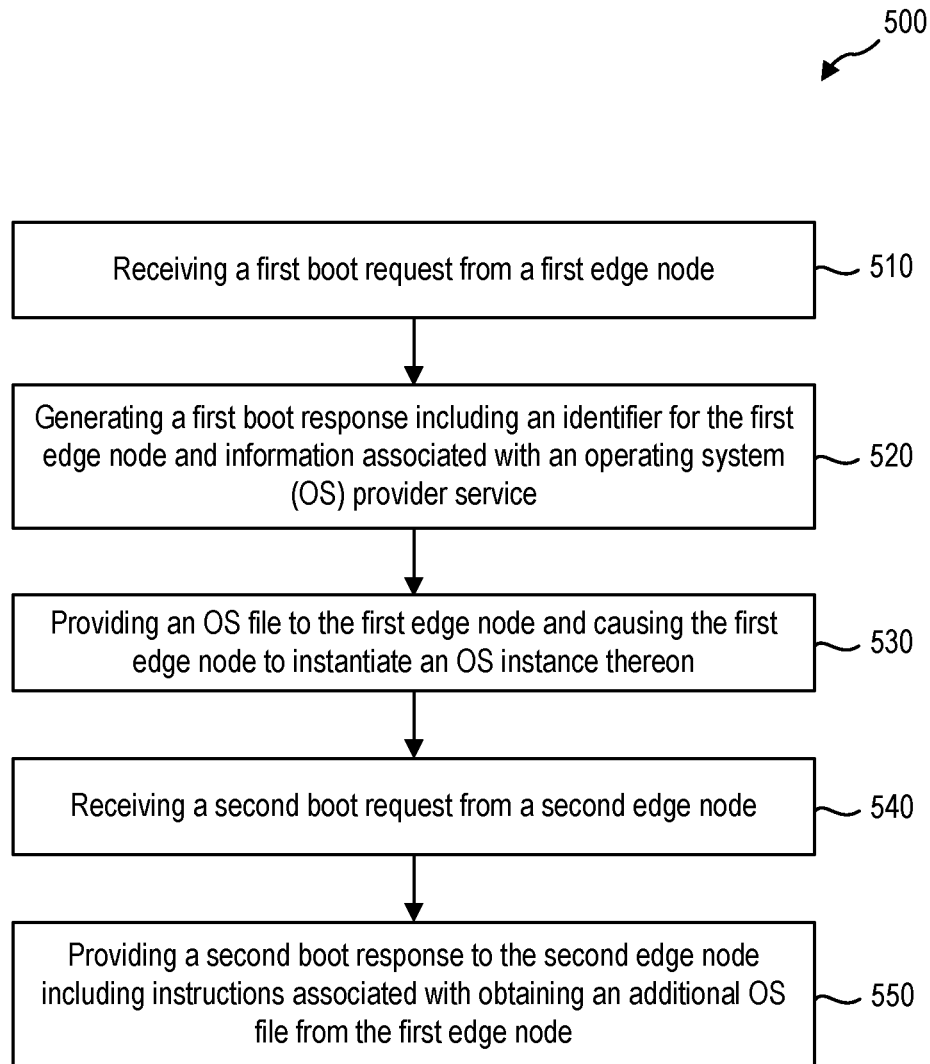 500
Receiving a first boot request from a first edge node
510
Generating a first boot response including an identifier for the first
edge node and information associated with an operating system
(OS) provider service
520
Providing an OS file to the first edge node and causing the first
edge node to instantiate an OS instance thereon
530
Receiving a second boot request from a second edge node
540
Providing a second boot response to the second edge node
including instructions associated with obtaining an additional OS
file from the first edge node
550